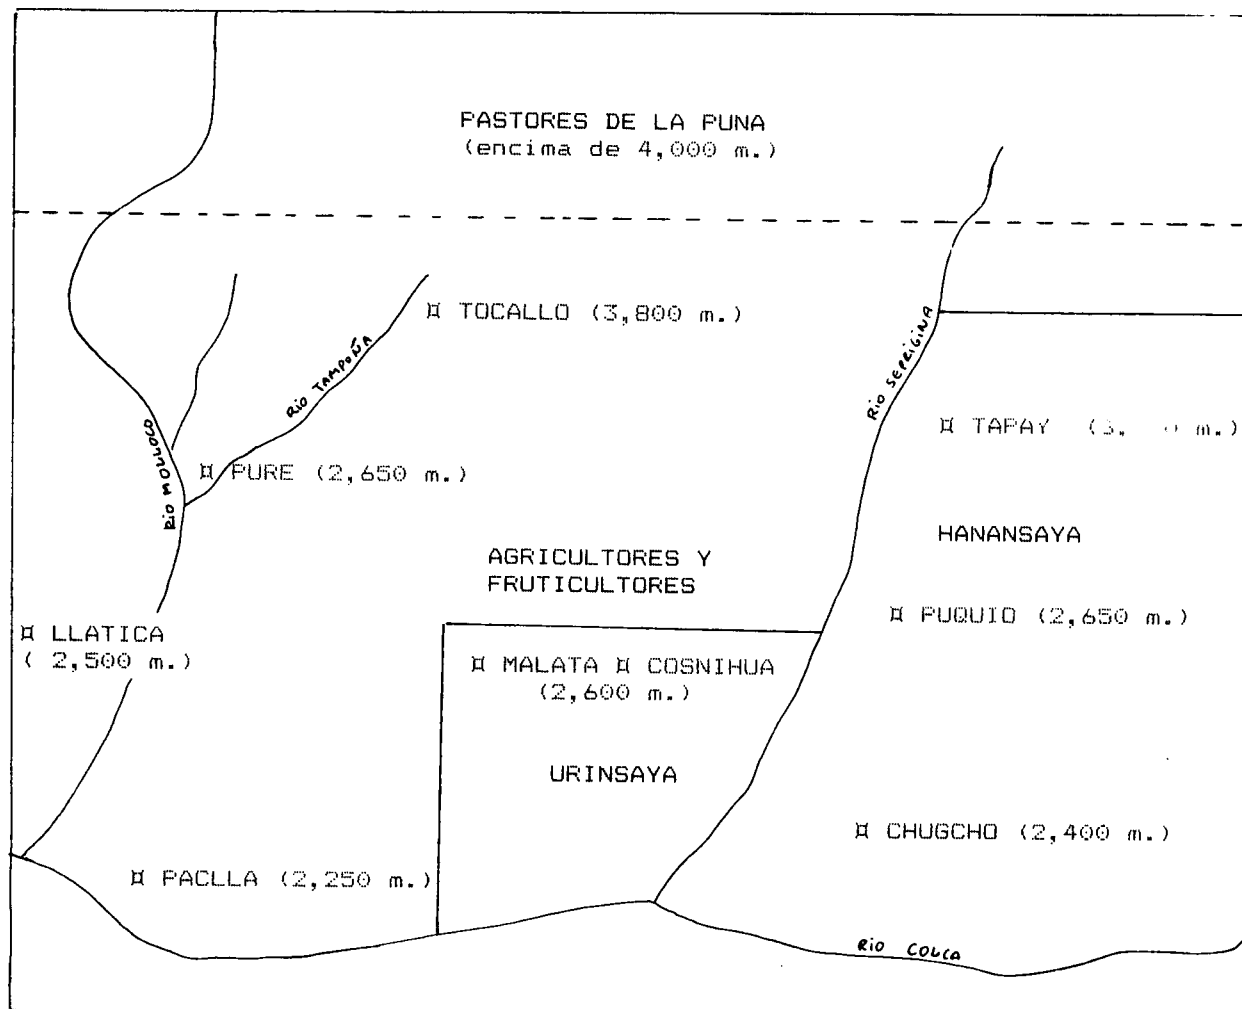 PASTORES DE LA PUNA
(encima de 4,000 m.)
¤ TOCALLO (3,800 m.)
RIO TAMPOÑA
RIO SEPRIGINA
¤ TAPAY
RIO MOLLOCO
¤ PURE (2,650 m.)
HANANSAYA
AGRICULTORES Y
FRUTICULTORES
¤ PUQUIO (2,650 m.)
¤ LLATICA
( 2,500 m.)
¤ MALATA ¤ COSNIHUA
(2,600 m.)
URINSAYA
¤ CHUGCHO (2,400 m.)
¤ PACLLA (2,250 m.)
RIO COLCA